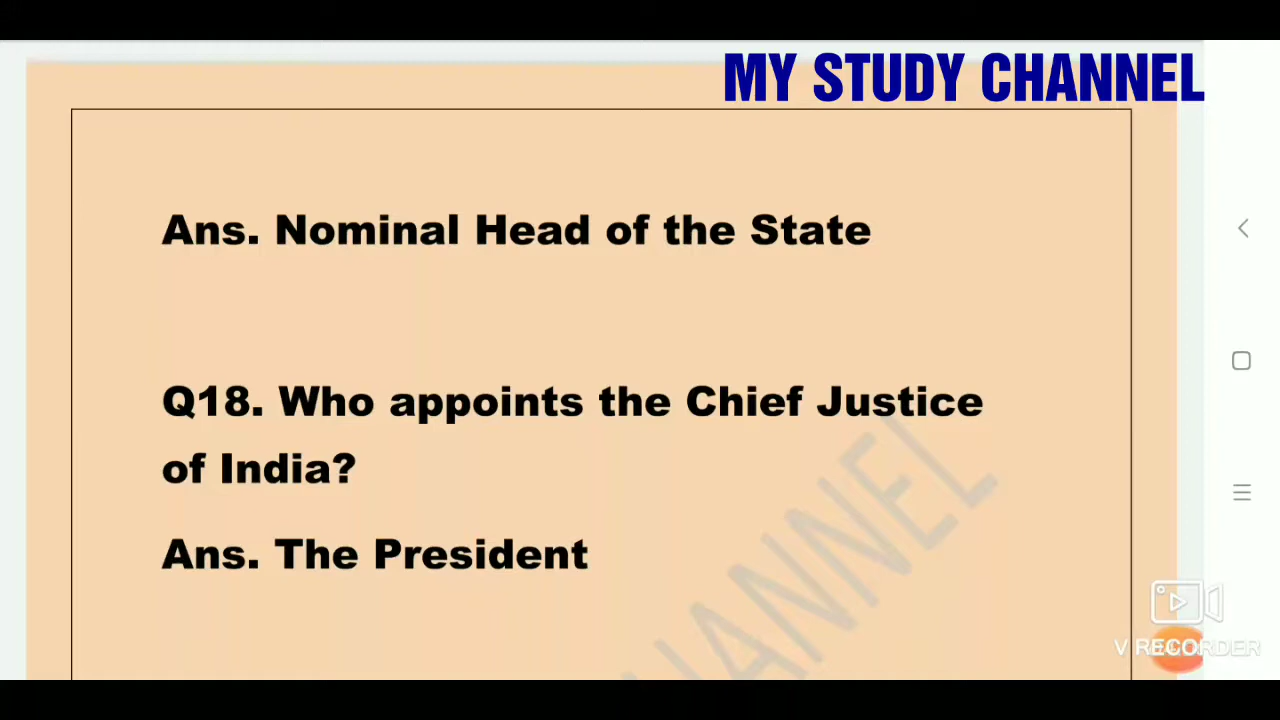 MY STUDY CHANNEL
Ans. Nominal Head of the State
Q18. Who appoints the Chief Justice
of India?
Ans. The President
HANNEL
V RECORDER